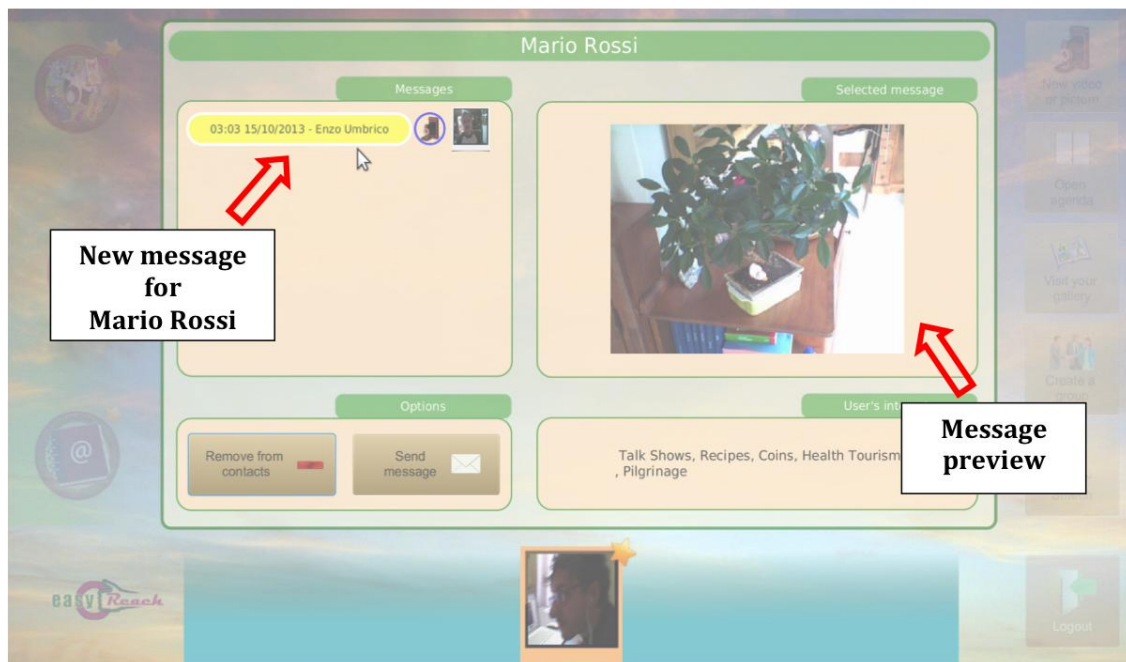 Mario Rossi
Messages
03:03 15/10/2013 - Enzo Umbrico
Selected message
New message
for
Mario Rossi
Message
preview
Options
Remove from
contacts
Send
message
@
User's int
Talk Shows, Recipes, Coins, Health Tourism
, Pilgrinage
New video
or picture
Open
agenda
Visit your
gallery
Create a
group
Logout
easy Reach